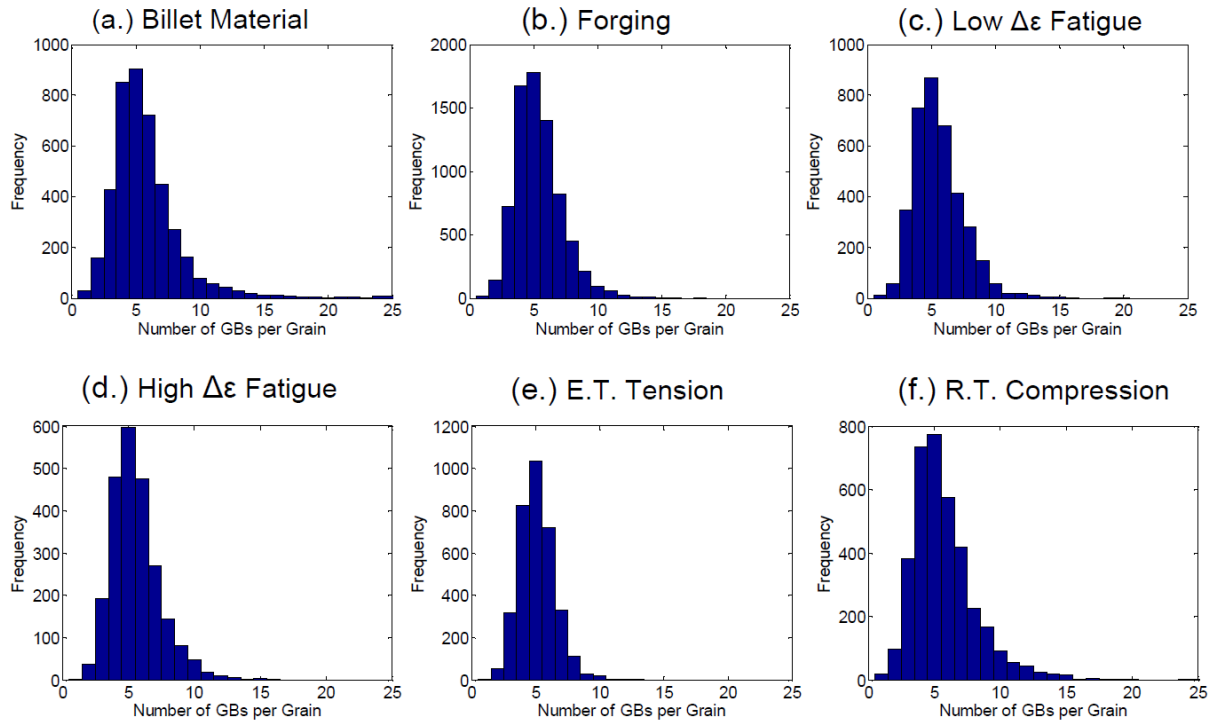 (a.) Billet Material
1000
800
600
400
200
0
Frequency
0 5 10 15 20 25
Number of GBs per Grain
(b.) Forging
2000
1500
1000
500
0
Frequency
0 5 10 15 20 25
Number of GBs per Grain
(c.) Low Δε Fatigue
1000
800
600
400
200
0
Frequency
0 5 10 15 20 25
Number of GBs per Grain
(d.) High Δε Fatigue
600
500
400
300
200
100
0
Frequency
0 5 10 15 20 25
Number of GBs per Grain
(e.) E.T. Tension
1200
1000
800
600
400
200
0
Frequency
0 5 10 15 20 25
Number of GBs per Grain
(f.) R.T. Compression
800
600
400
200
0
Frequency
0 5 10 15 20 25
Number of GBs per Grain